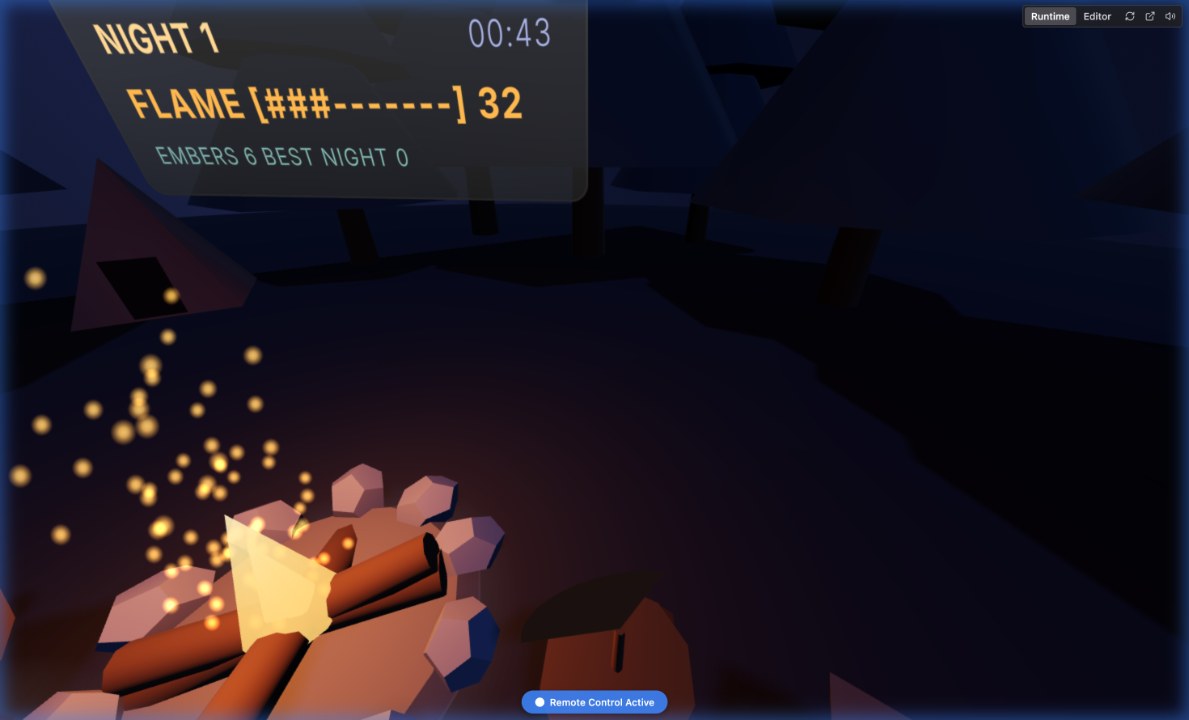 NIGHT 1 00:43
FLAME [###-------] 32
EMBERS 6 BEST NIGHT 0
Runtime Editor
Remote Control Active